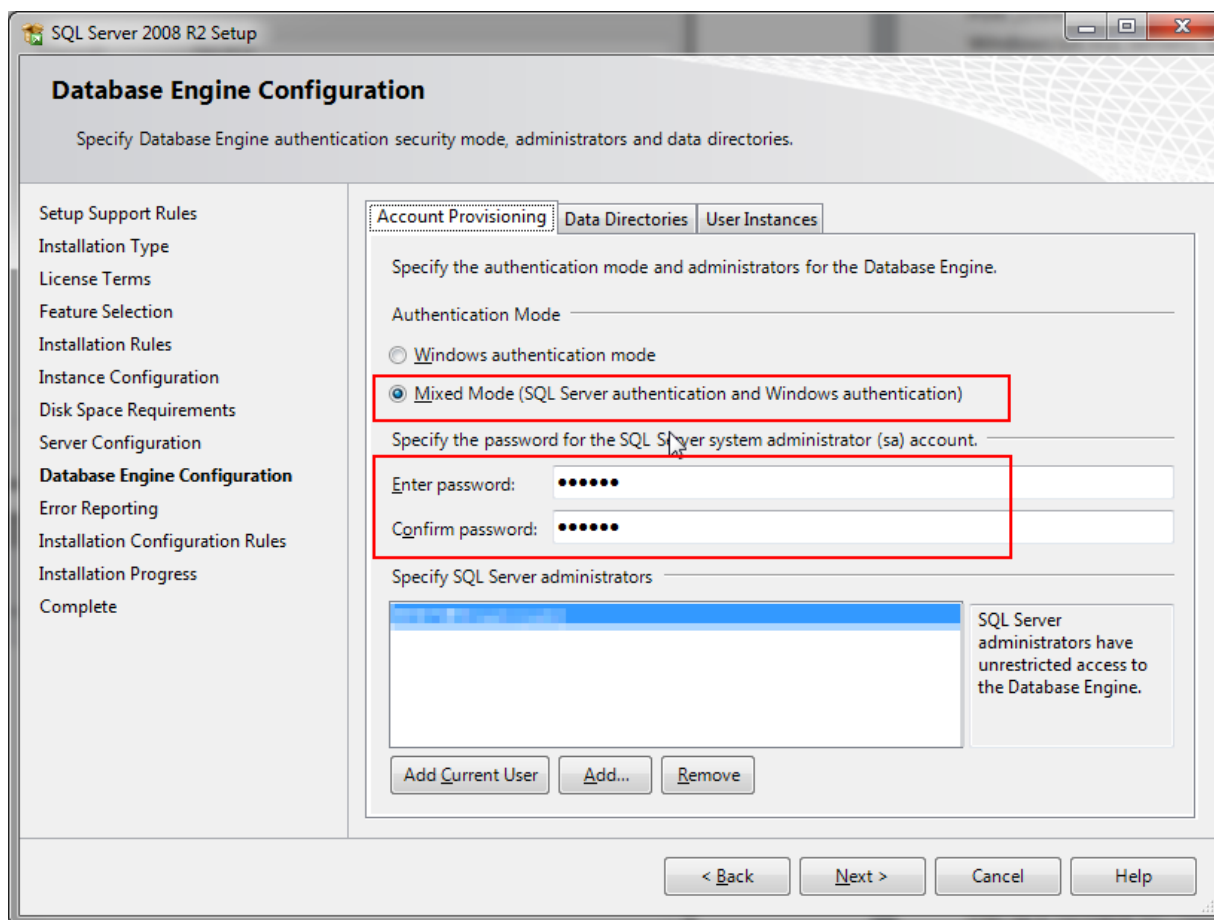 SQL Server 2008 R2 Setup
Database Engine Configuration
Specify Database Engine authentication security mode, administrators and data directories.
Setup Support Rules
Installation Type
License Terms
Feature Selection
Installation Rules
Instance Configuration
Disk Space Requirements
Server Configuration
Database Engine Configuration
Error Reporting
Installation Configuration Rules
Installation Progress
Complete
Account Provisioning Data Directories User Instances
Specify the authentication mode and administrators for the Database Engine.
Authentication Mode
Windows authentication mode
Mixed Mode (SQL Server authentication and Windows authentication)
Specify the password for the SQL Server system administrator (sa) account.
Enter password: ●●●●●●
Confirm password: ●●●●●●
Specify SQL Server administrators
SQL Server
administrators have
unrestricted access to
the Database Engine.
Add Current User Add... Remove
< Back Next > Cancel Help